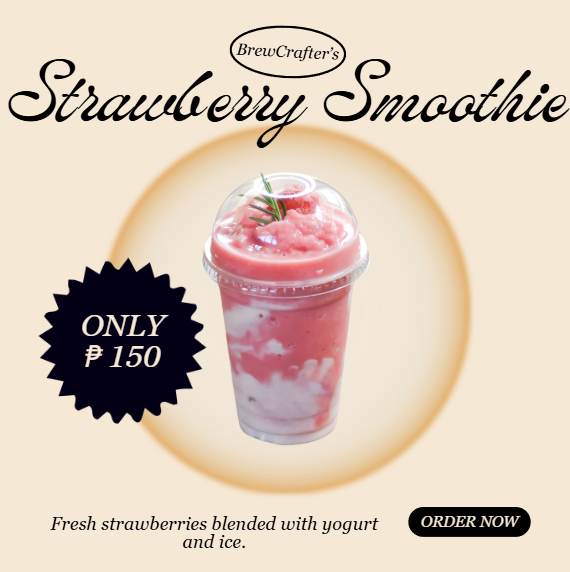 BrewCrafter's
Strawberry Smoothie
ONLY
₱ 150
Fresh strawberries blended with yogurt
and ice.
ORDER NOW